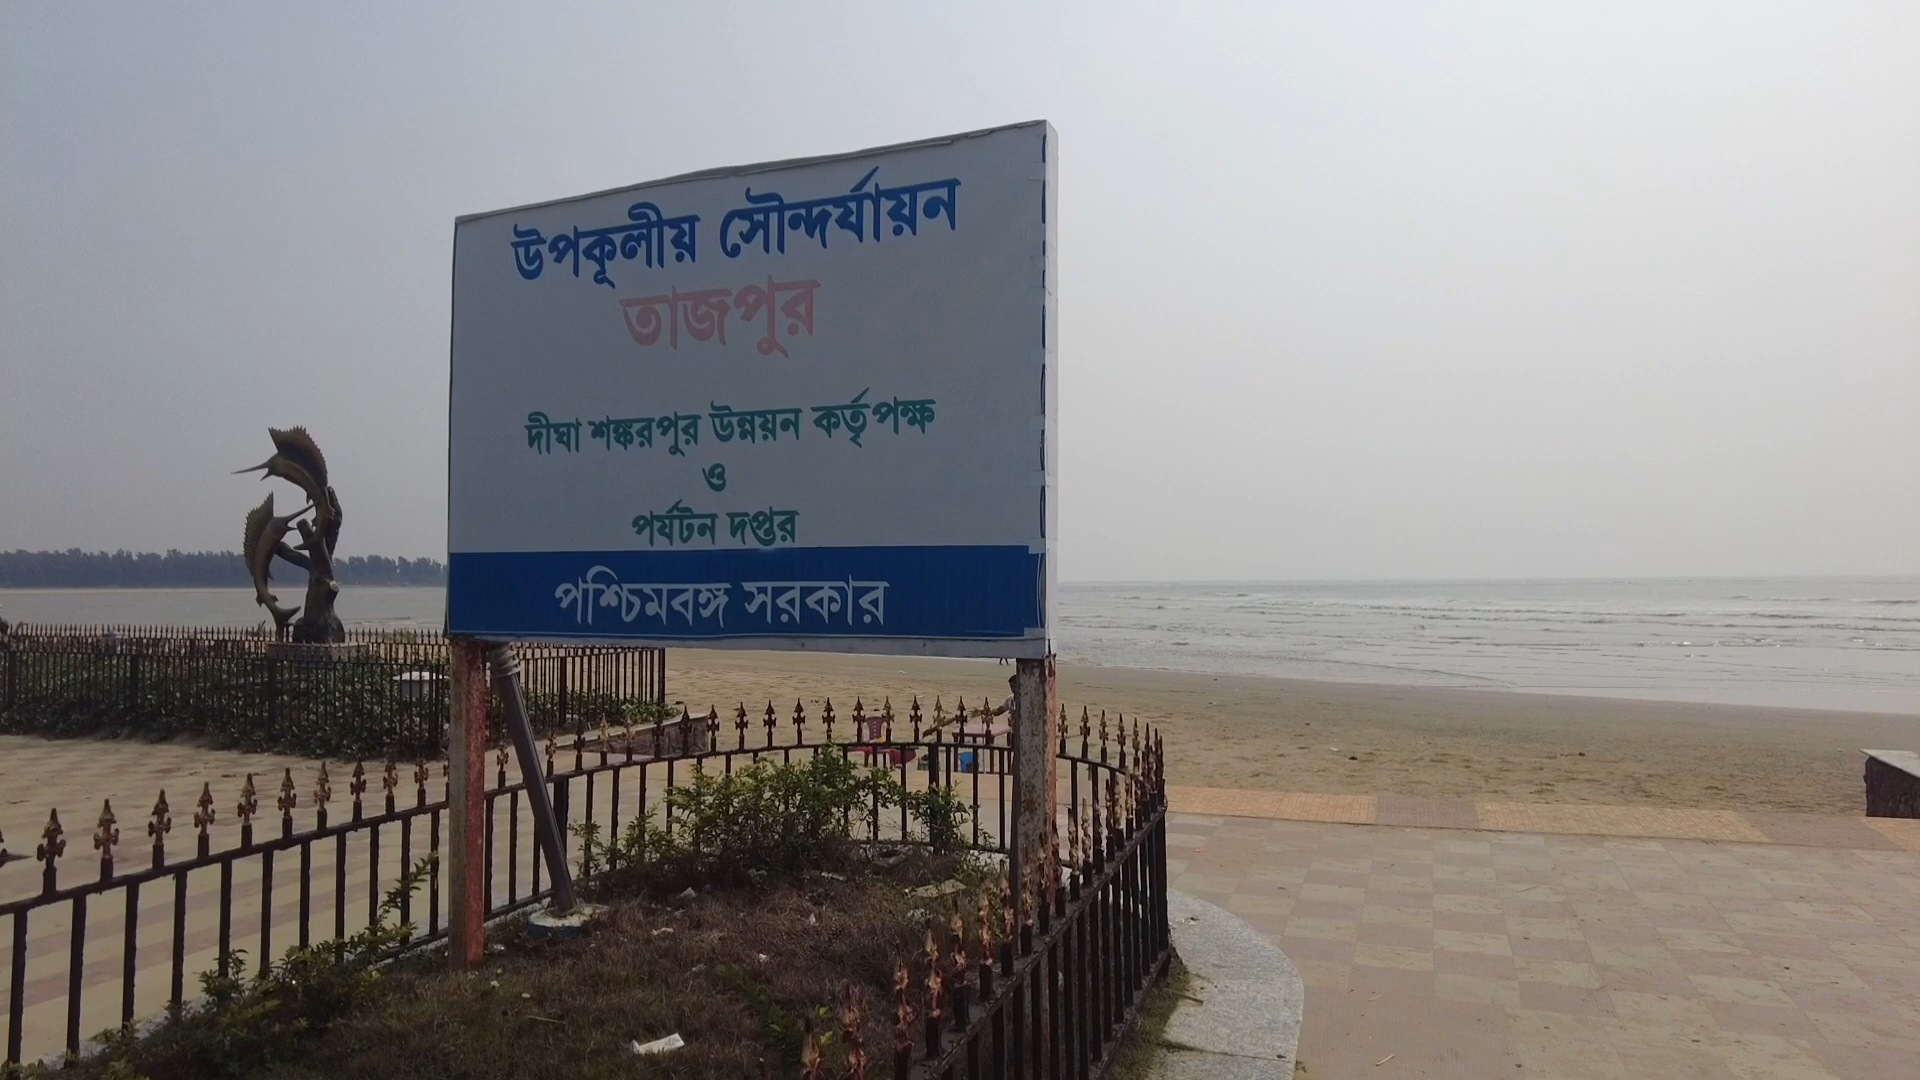 উপকূলীয় সৌন্দর্যায়ন
তাজপুর
দীঘা শঙ্করপুর উন্নয়ন কর্তৃপক্ষ
ও
পর্যটন দপ্তর
পশ্চিমবঙ্গ সরকার